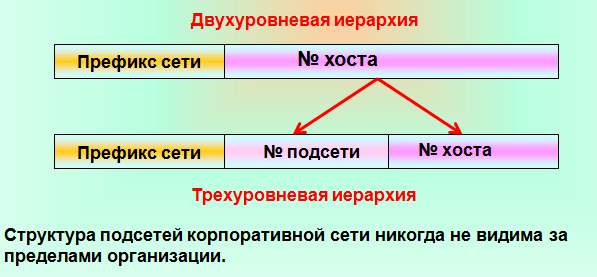 Двухуровневая иерархия
Префикс сети № хоста
Префикс сети № подсети № хоста
Трехуровневая иерархия
Структура подсетей корпоративной сети никогда не видима за
пределами организации.